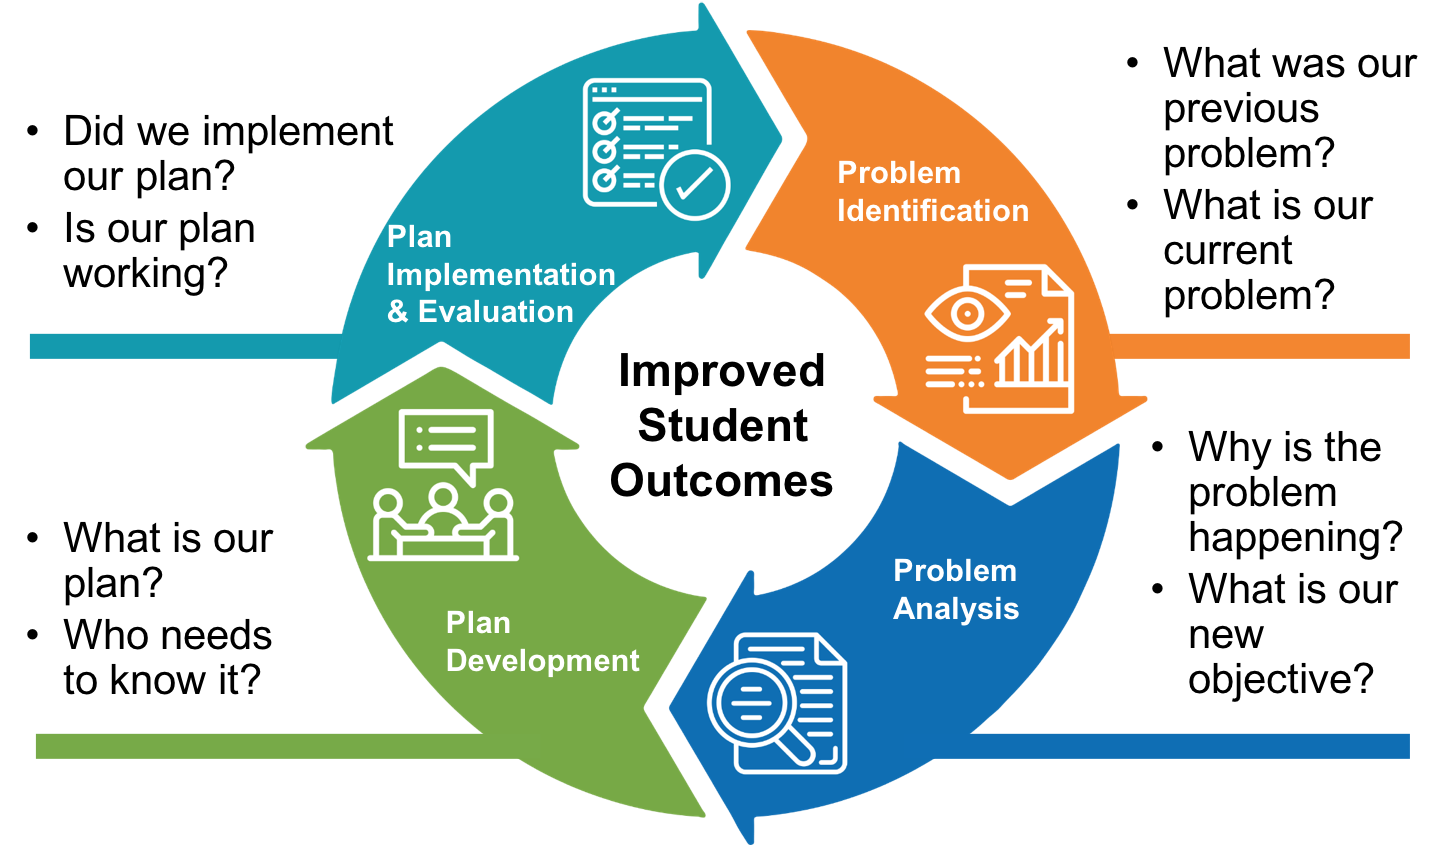 • Did we implement
our plan?
• Is our plan
working?
Plan
Implementation
& Evaluation
Problem
Identification
• What was our
previous
problem?
• What is our
current
problem?
Improved
Student
Outcomes
• Why is the
problem
happening?
• What is our
new
objective?
Problem
Analysis
Plan
Development
• What is our
plan?
• Who needs
to know it?